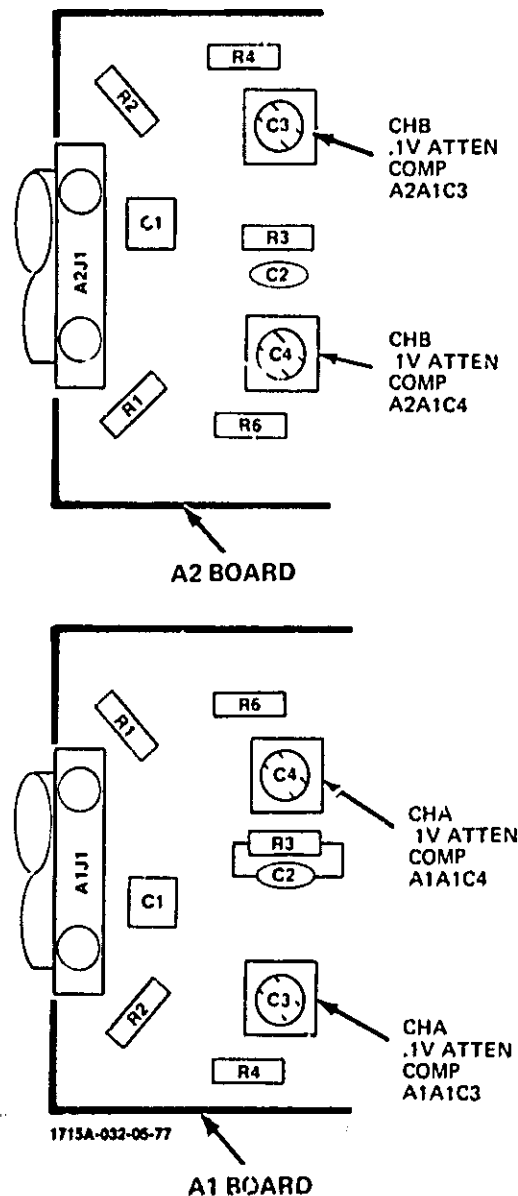 R4
R2
C3
CHB
.1V ATTEN
COMP
A2A1C3
C1
A2J1
R3
C2
C4
CHB
1V ATTEN
COMP
A2A1C4
R1
R6
A2 BOARD
R6
R1
C4
CHA
1V ATTEN
COMP
A1A1C4
R3
C2
A1J1
C1
C3
R2
CHA
.1V ATTEN
COMP
A1A1C3
R4
1715A-032-05-77
A1 BOARD